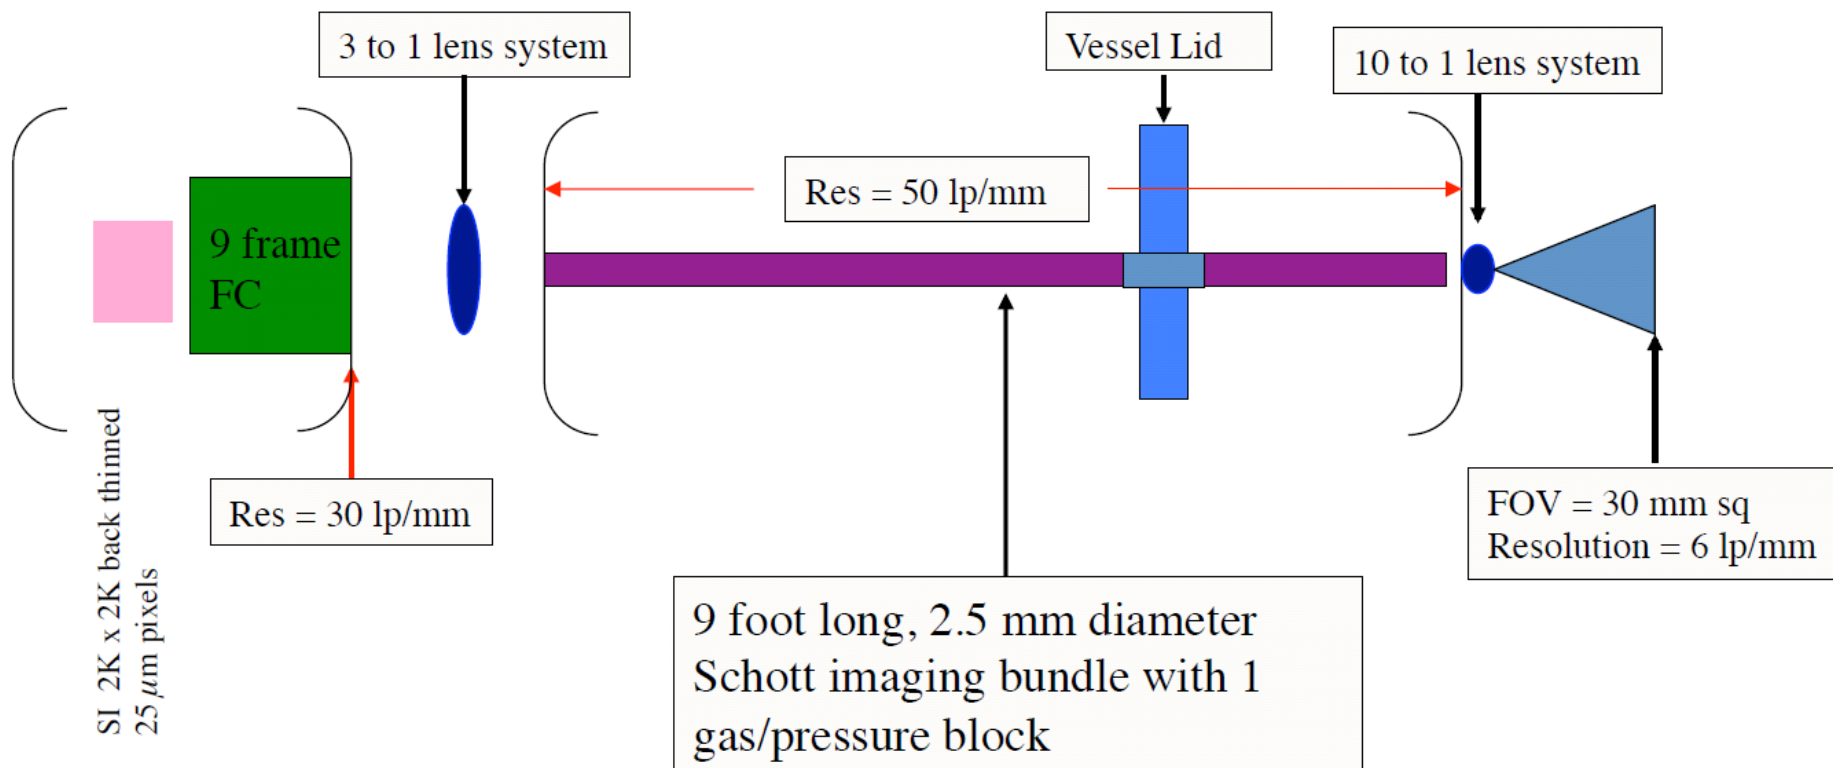 3 to 1 lens system
Vessel Lid
10 to 1 lens system
Res = 50 lp/mm
9 frame
FC
Res = 30 lp/mm
SI 2K x 2K back thinned
25 μm pixels
FOV = 30 mm sq
Resolution = 6 lp/mm
9 foot long, 2.5 mm diameter
Schott imaging bundle with 1
gas/pressure block